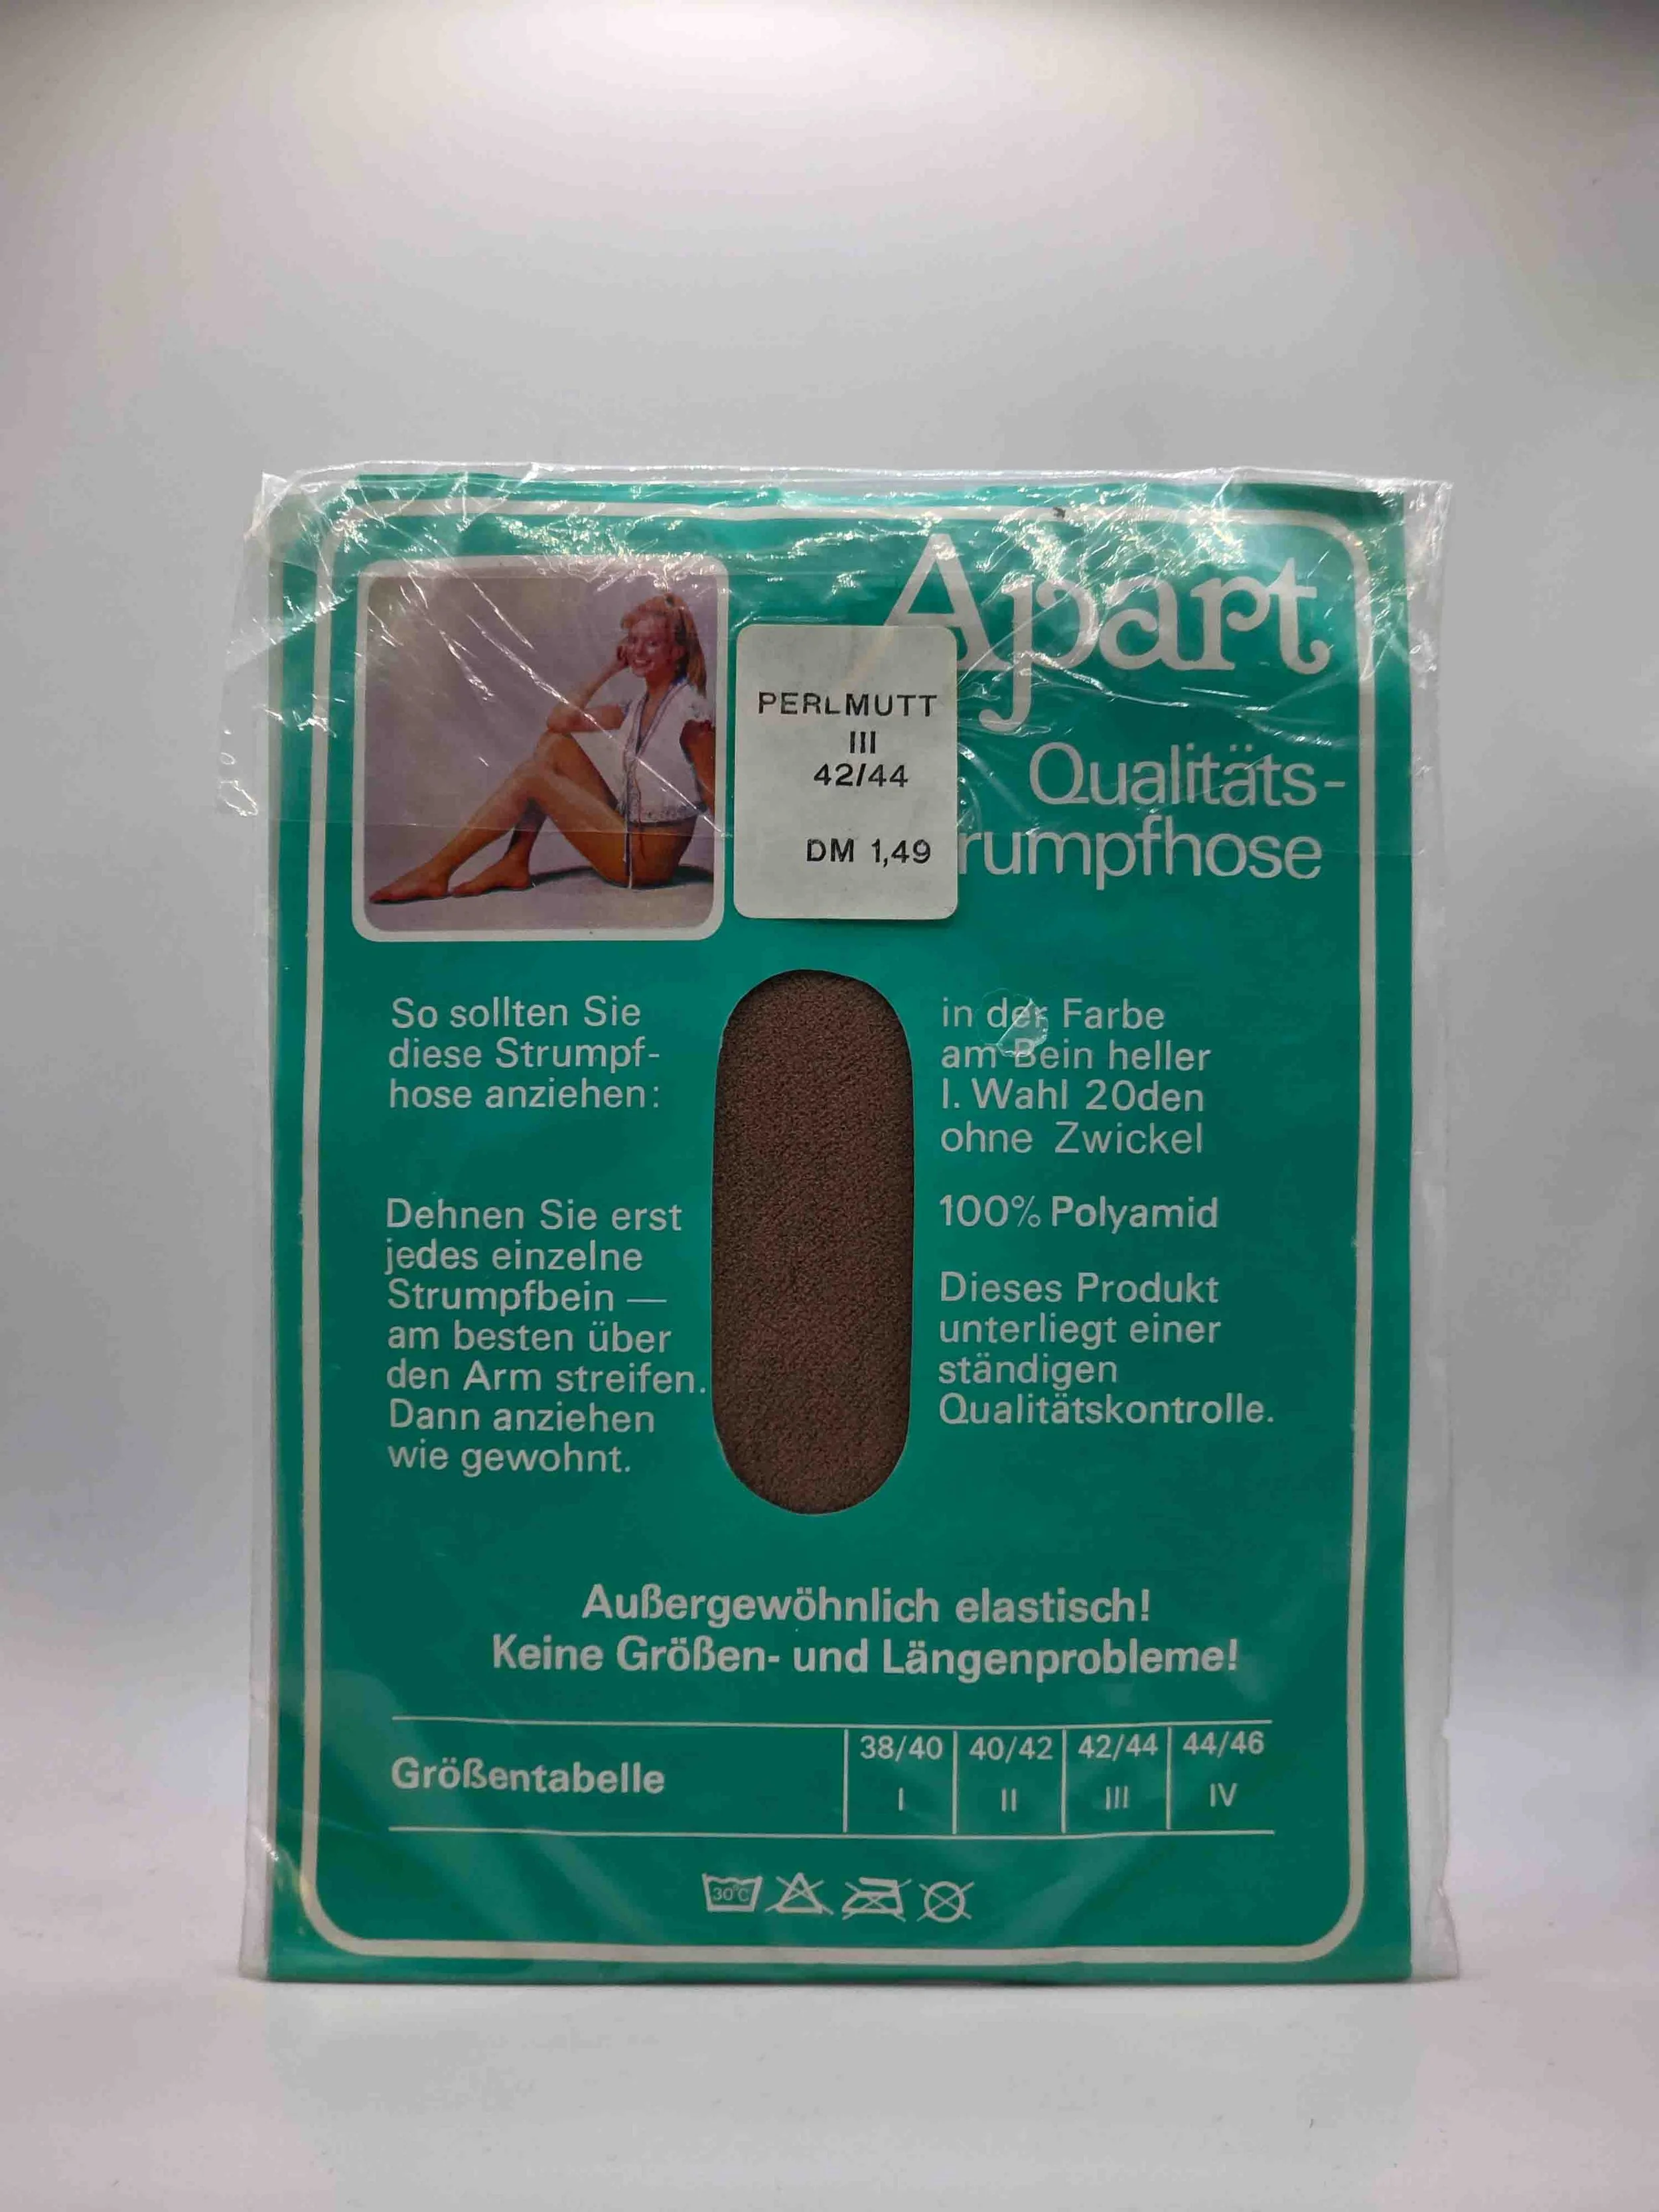 Apart
PERLMUTT
III
42/44
DM 1,49
Qualitäts-
rumpfhose
So sollten Sie
diese Strumpf-
hose anziehen:
Dehnen Sie erst
jedes einzelne
Strumpfbein —
am besten über
den Arm streifen.
Dann anziehen
wie gewohnt.
in der Farbe
am Bein heller
I. Wahl 20den
ohne Zwickel
100% Polyamid
Dieses Produkt
unterliegt einer
ständigen
Qualitätskontrolle.
Außergewöhnlich elastisch!
Keine Größen- und Längenprobleme!
Größentabelle
38/40 40/42 42/44 44/46
I II III IV
30°C